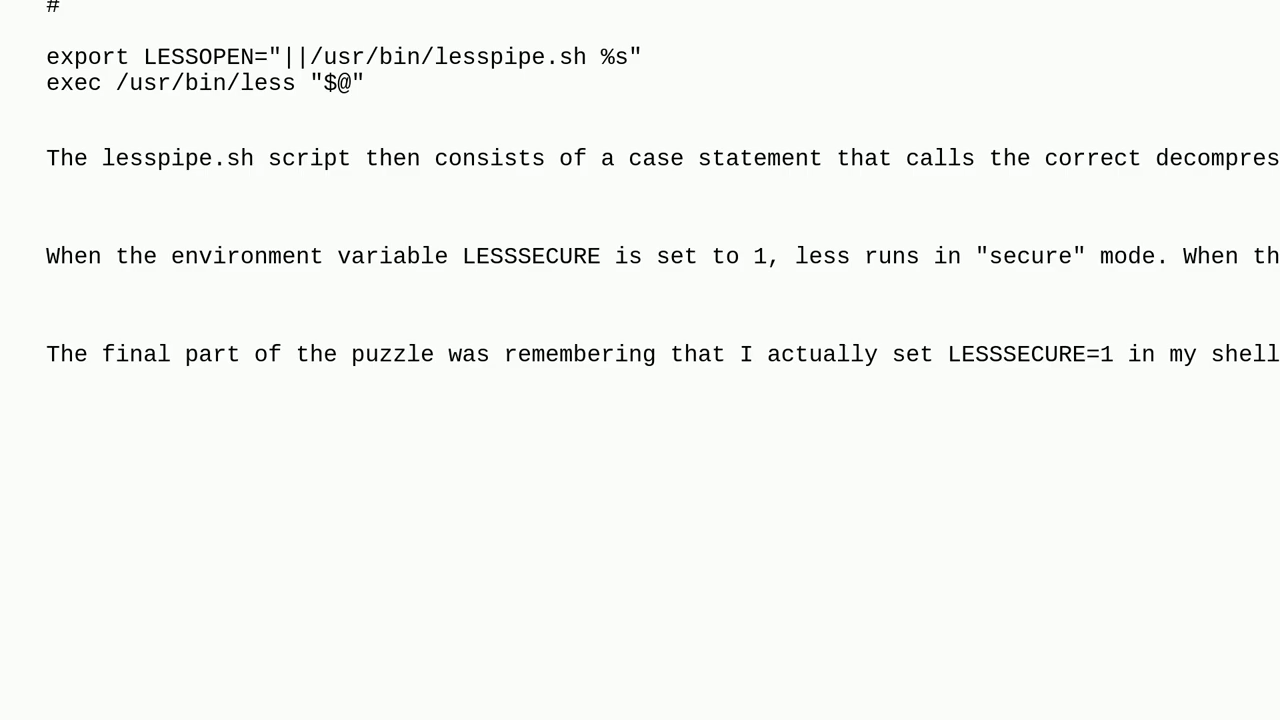 #
export LESSOPEN="||/usr/bin/lesspipe.sh %s"
exec /usr/bin/less "$@"
The lesspipe.sh script then consists of a case statement that calls the correct decompres
When the environment variable LESSSECURE is set to 1, less runs in "secure" mode. When th
The final part of the puzzle was remembering that I actually set LESSSECURE=1 in my shell